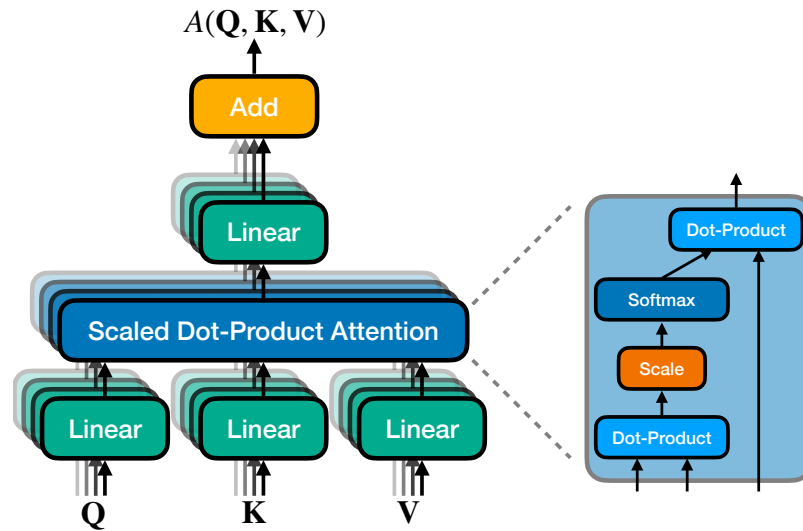 A(Q, K, V)
Add
Linear
Scaled Dot-Product Attention
Linear
Linear
Linear
Q
K
V
Dot-Product
Softmax
Scale
Dot-Product